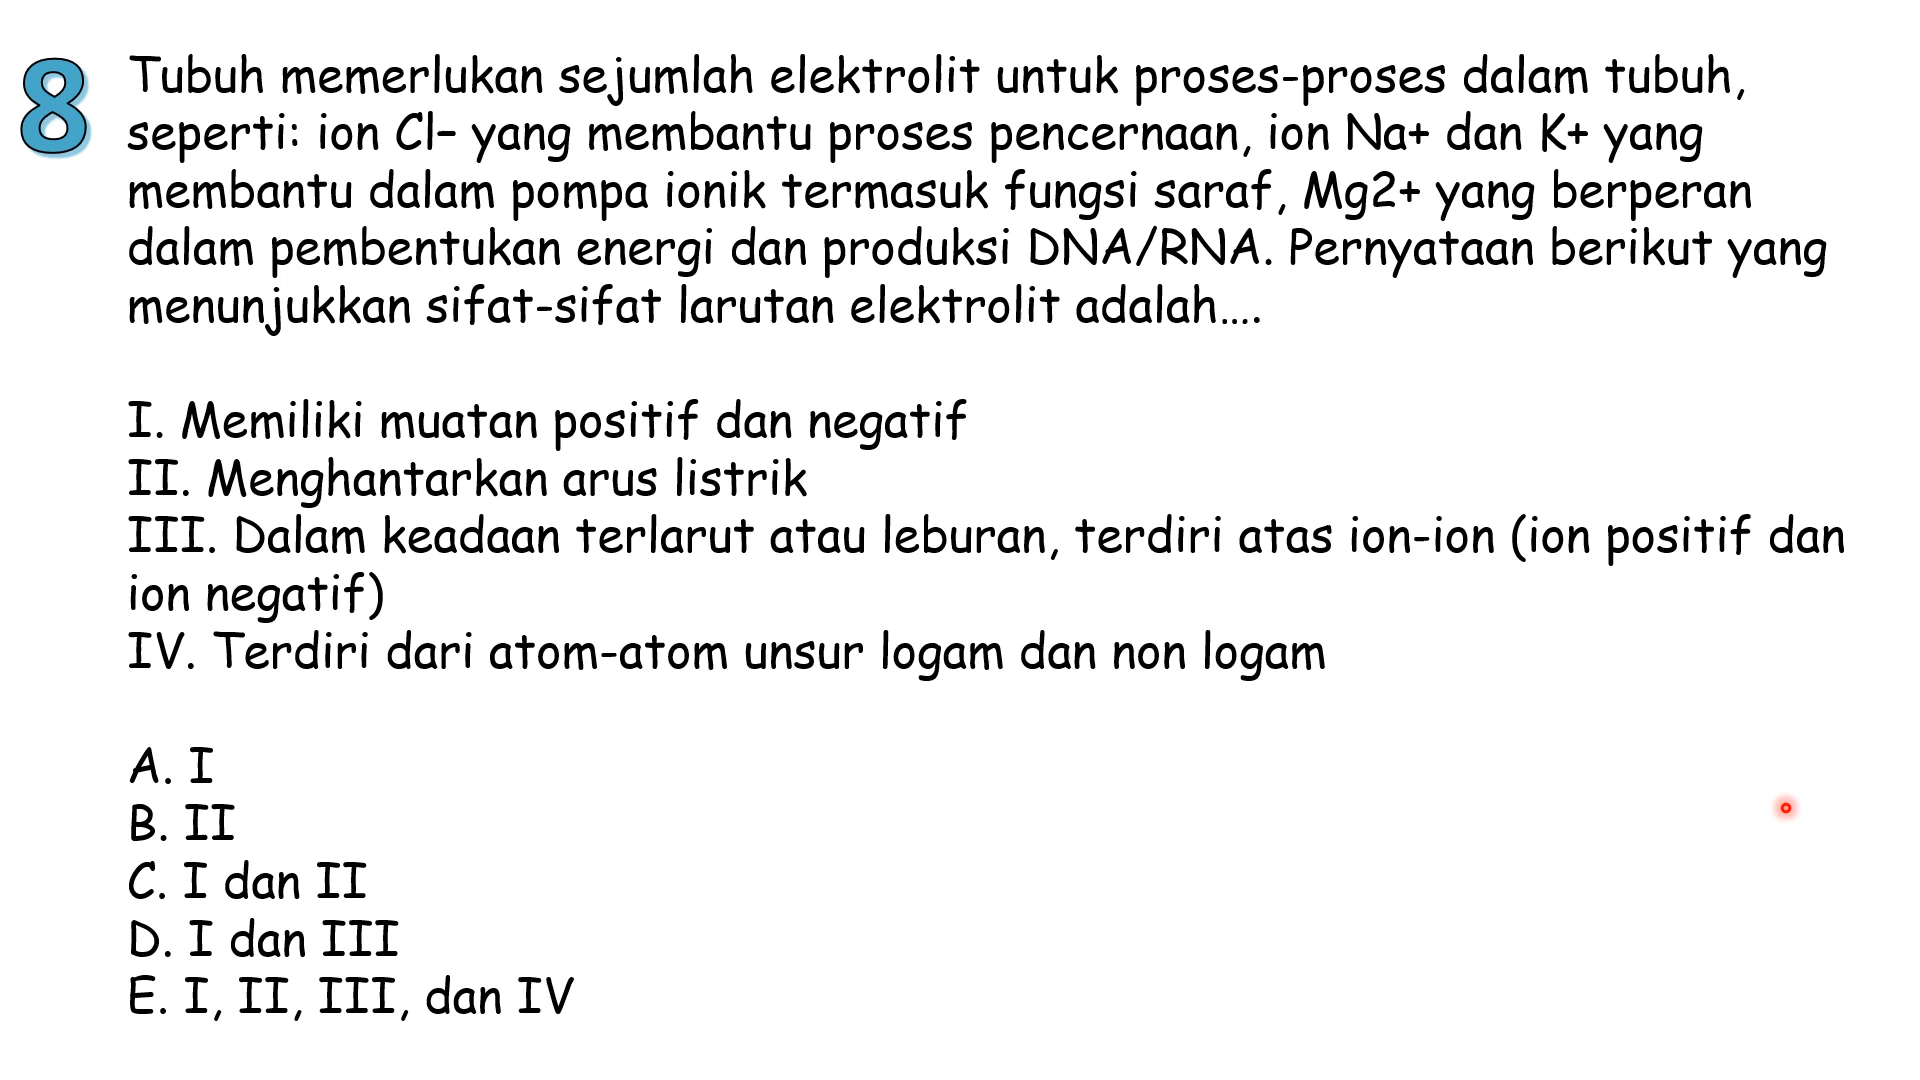 8
Tubuh memerlukan sejumlah elektrolit untuk proses-proses dalam tubuh,
seperti: ion Cl– yang membantu proses pencernaan, ion Na+ dan K+ yang
membantu dalam pompa ionik termasuk fungsi saraf, Mg2+ yang berperan
dalam pembentukan energi dan produksi DNA/RNA. Pernyataan berikut yang
menunjukkan sifat-sifat larutan elektrolit adalah....
I. Memiliki muatan positif dan negatif
II. Menghantarkan arus listrik
III. Dalam keadaan terlarut atau leburan, terdiri atas ion-ion (ion positif dan
ion negatif)
IV. Terdiri dari atom-atom unsur logam dan non logam
A. I
B. II
C. I dan II
D. I dan III
E. I, II, III, dan IV